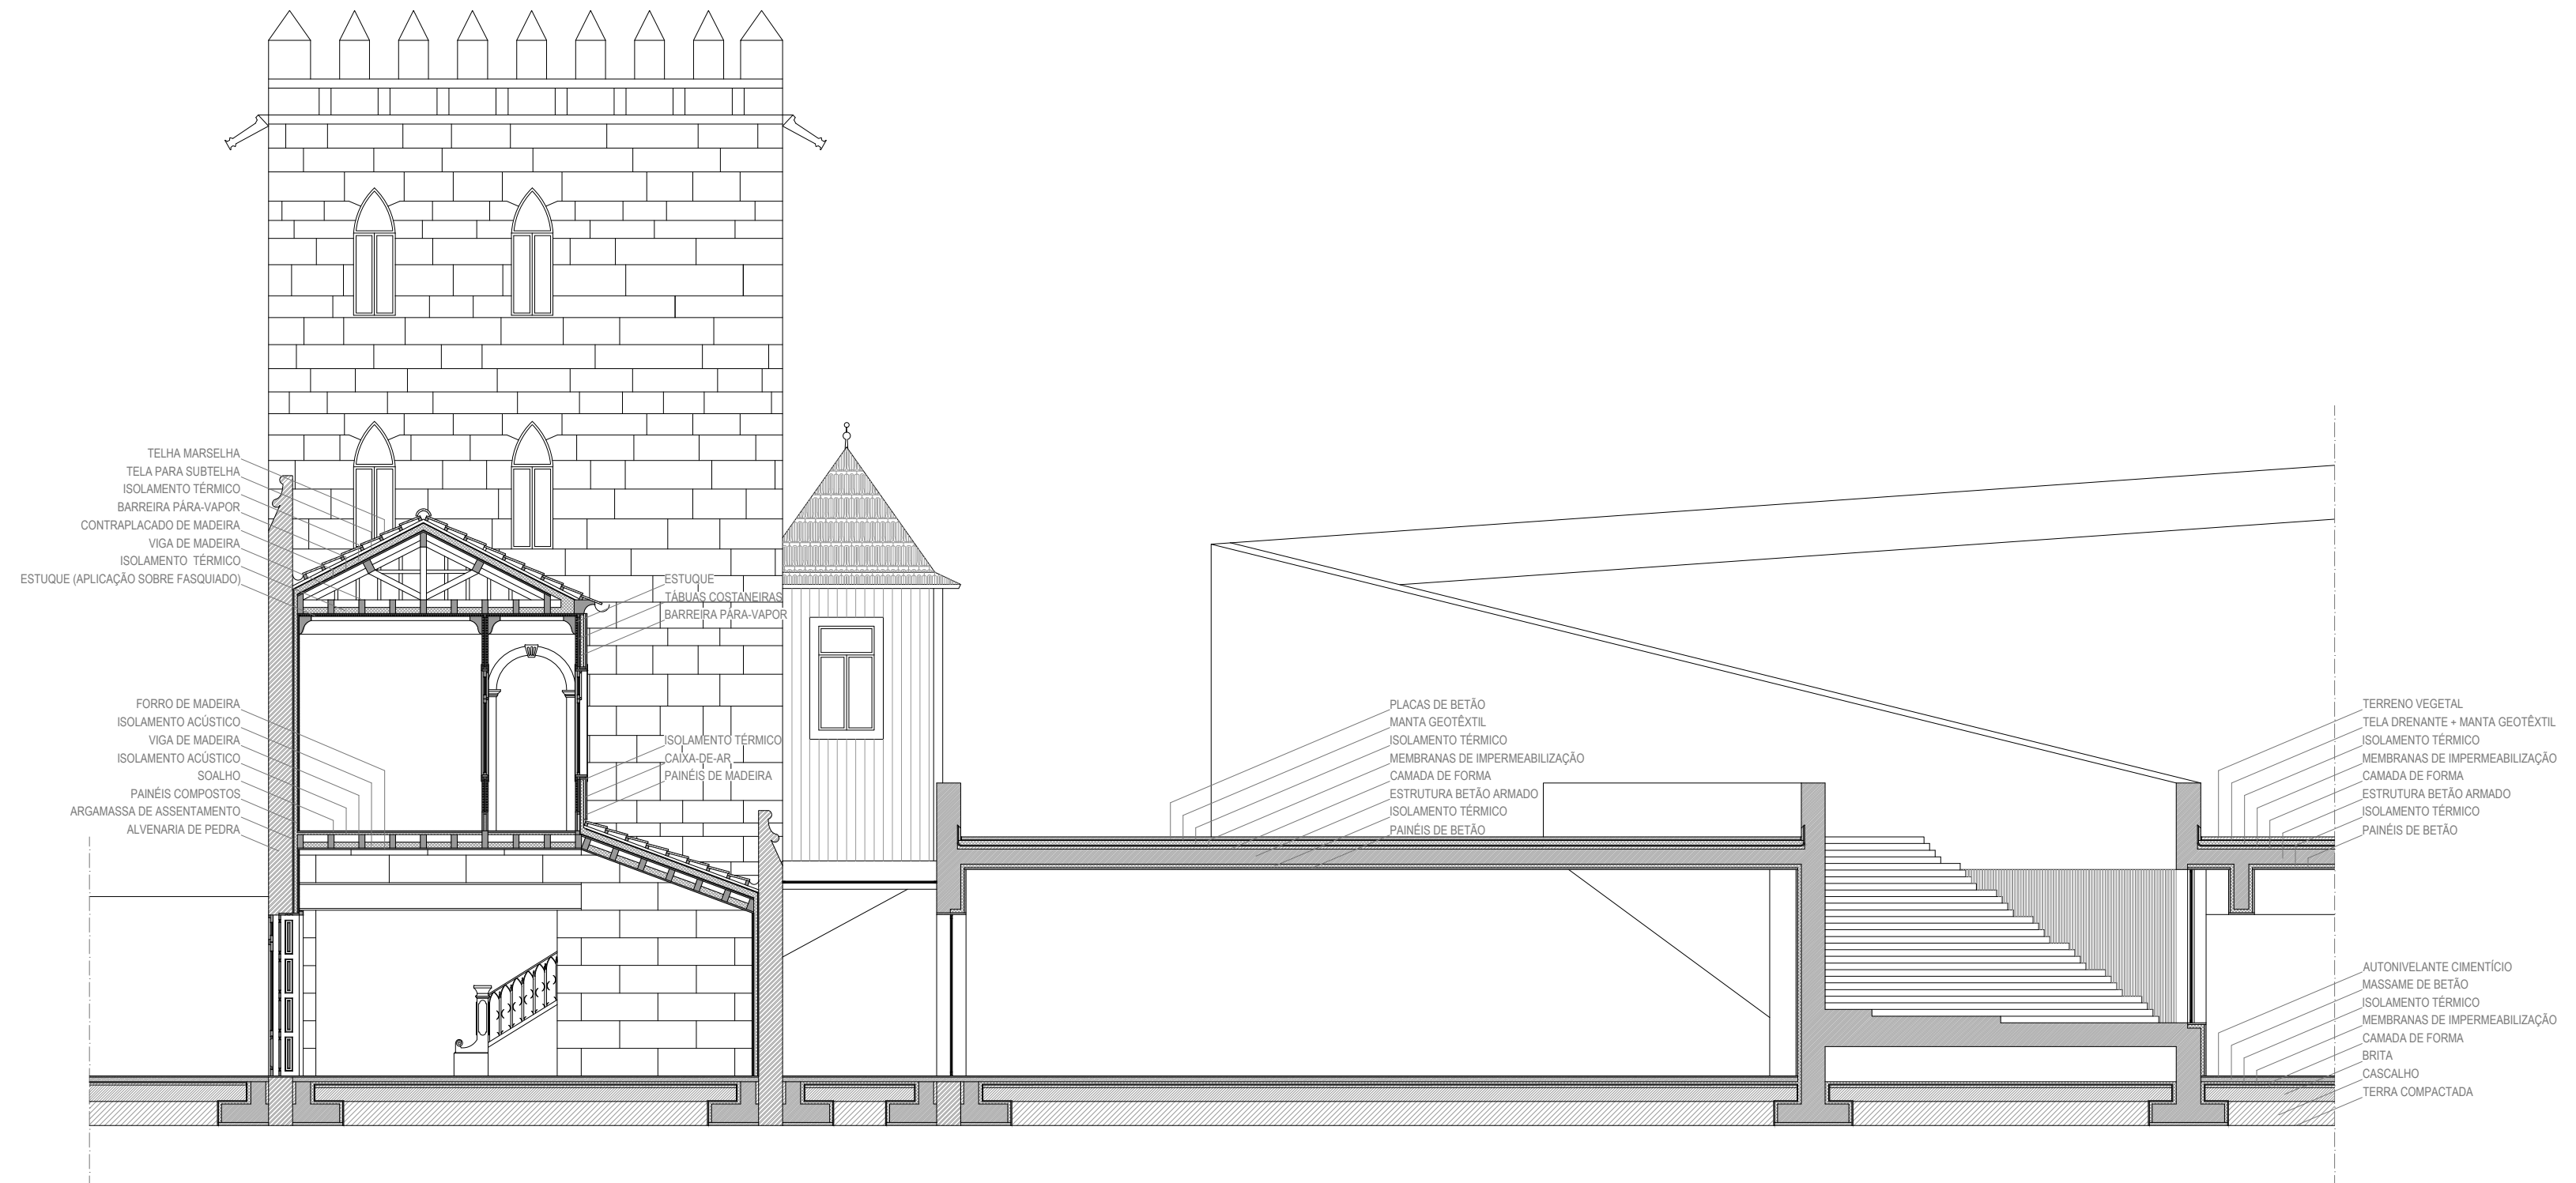 TELHA MARSELHA
TELA PARA SUBTELHA
ISOLAMENTO TÉRMICO
BARREIRA PÁRA-VAPOR
CONTRAPLACADO DE MADEIRA
VIGA DE MADEIRA
ISOLAMENTO TÉRMICO
ESTUQUE (APLICAÇÃO SOBRE FASQUIADO)
ESTUQUE
TÁBUAS COSTANEIRAS
BARREIRA PÁRA-VAPOR
FORRO DE MADEIRA
ISOLAMENTO ACÚSTICO
VIGA DE MADEIRA
ISOLAMENTO ACÚSTICO
SOALHO
PAINÉIS COMPOSTOS
ARGAMASSA DE ASSENTAMENTO
ALVENARIA DE PEDRA
ISOLAMENTO TÉRMICO
CAIXA-DE-AR
PAINÉIS DE MADEIRA
PLACAS DE BETÃO
MANTA GEOTÊXTIL
ISOLAMENTO TÉRMICO
MEMBRANAS DE IMPERMEABILIZAÇÃO
CAMADA DE FORMA
ESTRUTURA BETÃO ARMADO
ISOLAMENTO TÉRMICO
PAINÉIS DE BETÃO
TERRENO VEGETAL
TELA DRENANTE + MANTA GEOTÊXTIL
ISOLAMENTO TÉRMICO
MEMBRANAS DE IMPERMEABILIZAÇÃO
CAMADA DE FORMA
ESTRUTURA BETÃO ARMADO
ISOLAMENTO TÉRMICO
PAINÉIS DE BETÃO
AUTONIVELANTE CIMENTÍCIO
MASSAME DE BETÃO
ISOLAMENTO TÉRMICO
MEMBRANAS DE IMPERMEABILIZAÇÃO
CAMADA DE FORMA
BRITA
CASCALHO
TERRA COMPACTADA